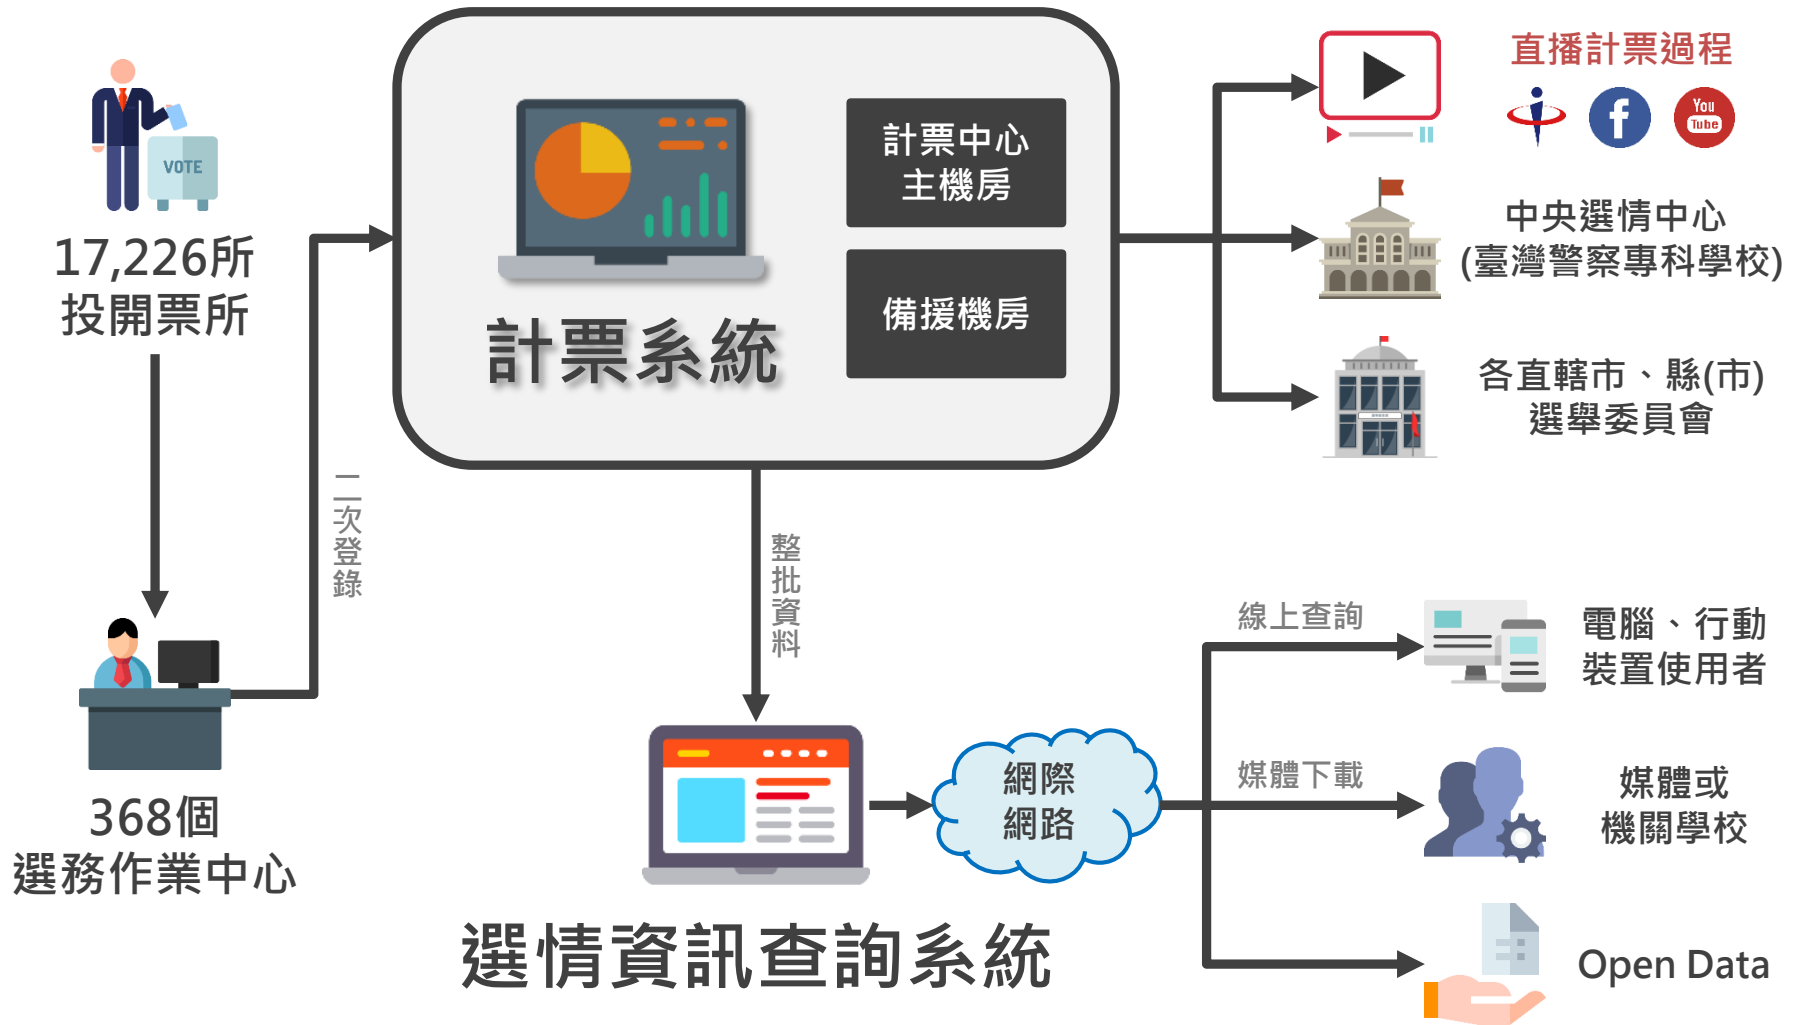 VOTE
17,226所
投開票所
二次登錄
368個
選務作業中心
計票系統
計票中心
主機房
備援機房
直播計票過程
f
You
Tube
中央選情中心
(臺灣警察專科學校)
各直轄市、縣(市)
選舉委員會
整批資料
選情資訊查詢系統
網際
網路
線上查詢
電腦、行動
裝置使用者
媒體下載
媒體或
機關學校
Open Data